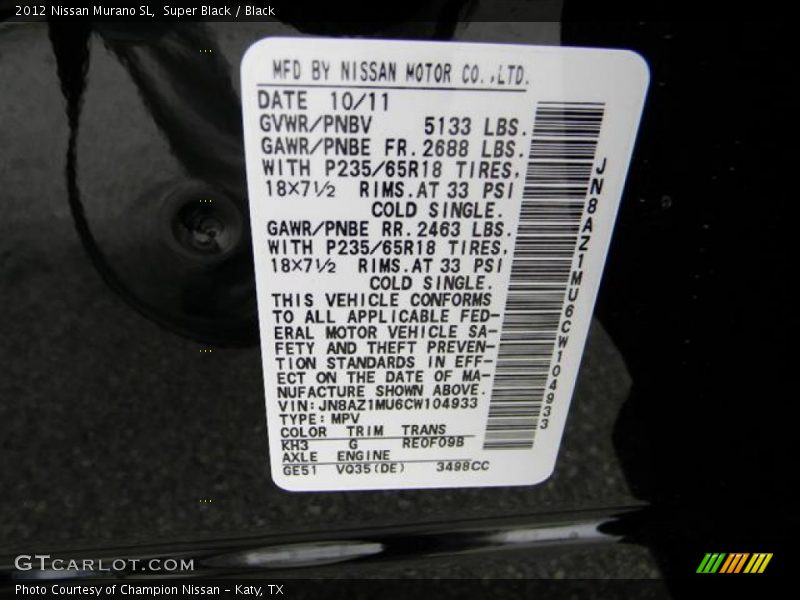 2012 Nissan Murano SL,  Super Black / Black
MFD BY NISSAN MOTOR CO.,LTD.
DATE 10/11
GVWR/PNBV 5133 LBS.
GAWR/PNBE FR.2688 LBS.
WITH P235/65R18 TIRES,
18×7½ RIMS.AT 33 PSI
COLD SINGLE.
GAWR/PNBE RR.2463 LBS.
WITH P235/65R18 TIRES,
18×7½ RIMS.AT 33 PSI
COLD SINGLE.
THIS VEHICLE CONFORMS
TO ALL APPLICABLE FED-
ERAL MOTOR VEHICLE SA-
FETY AND THEFT PREVEN-
TION STANDARDS IN EFF-
ECT ON THE DATE OF MA-
NUFACTURE SHOWN ABOVE.
VIN:JN8AZ1MU6CW104933
TYPE:MPV
COLOR TRIM TRANS
KH3 G RE0F09B
AXLE ENGINE
GE51 VQ35(DE) 3498CC
JN8AZ1MU6CW104933
GTCARLOT.COM
Photo Courtesy of Champion Nissan - Katy, TX